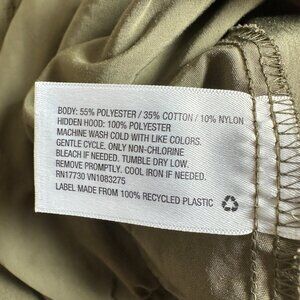 BODY: 55% POLYESTER / 35% COTTON / 10% NYLON
HIDDEN HOOD: 100% POLYESTER
MACHINE WASH COLD WITH LIKE COLORS.
GENTLE CYCLE. ONLY NON-CHLORINE
BLEACH IF NEEDED. TUMBLE DRY LOW.
REMOVE PROMPTLY. COOL IRON IF NEEDED.
RN17730 VN1083275
LABEL MADE FROM 100% RECYCLED PLASTIC